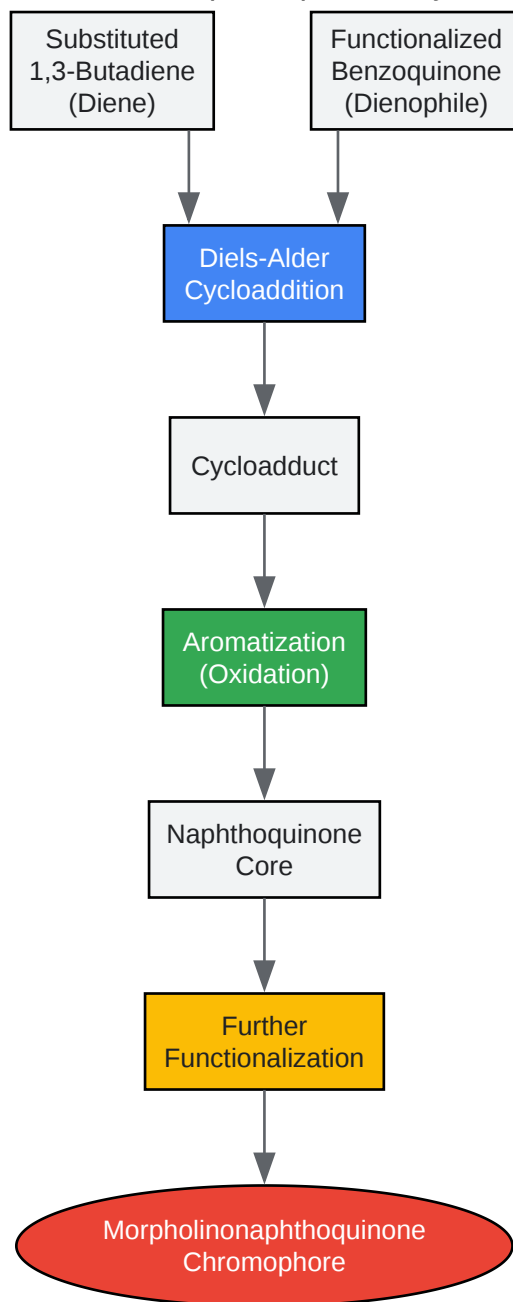 Substituted
1,3-Butadiene
(Diene)
Functionalized
Benzoquinone
(Dienophile)
Diels-Alder
Cycloaddition
Cycloadduct
Aromatization
(Oxidation)
Naphthoquinone
Core
Further
Functionalization
Morpholinonaphthoquinone
Chromophore